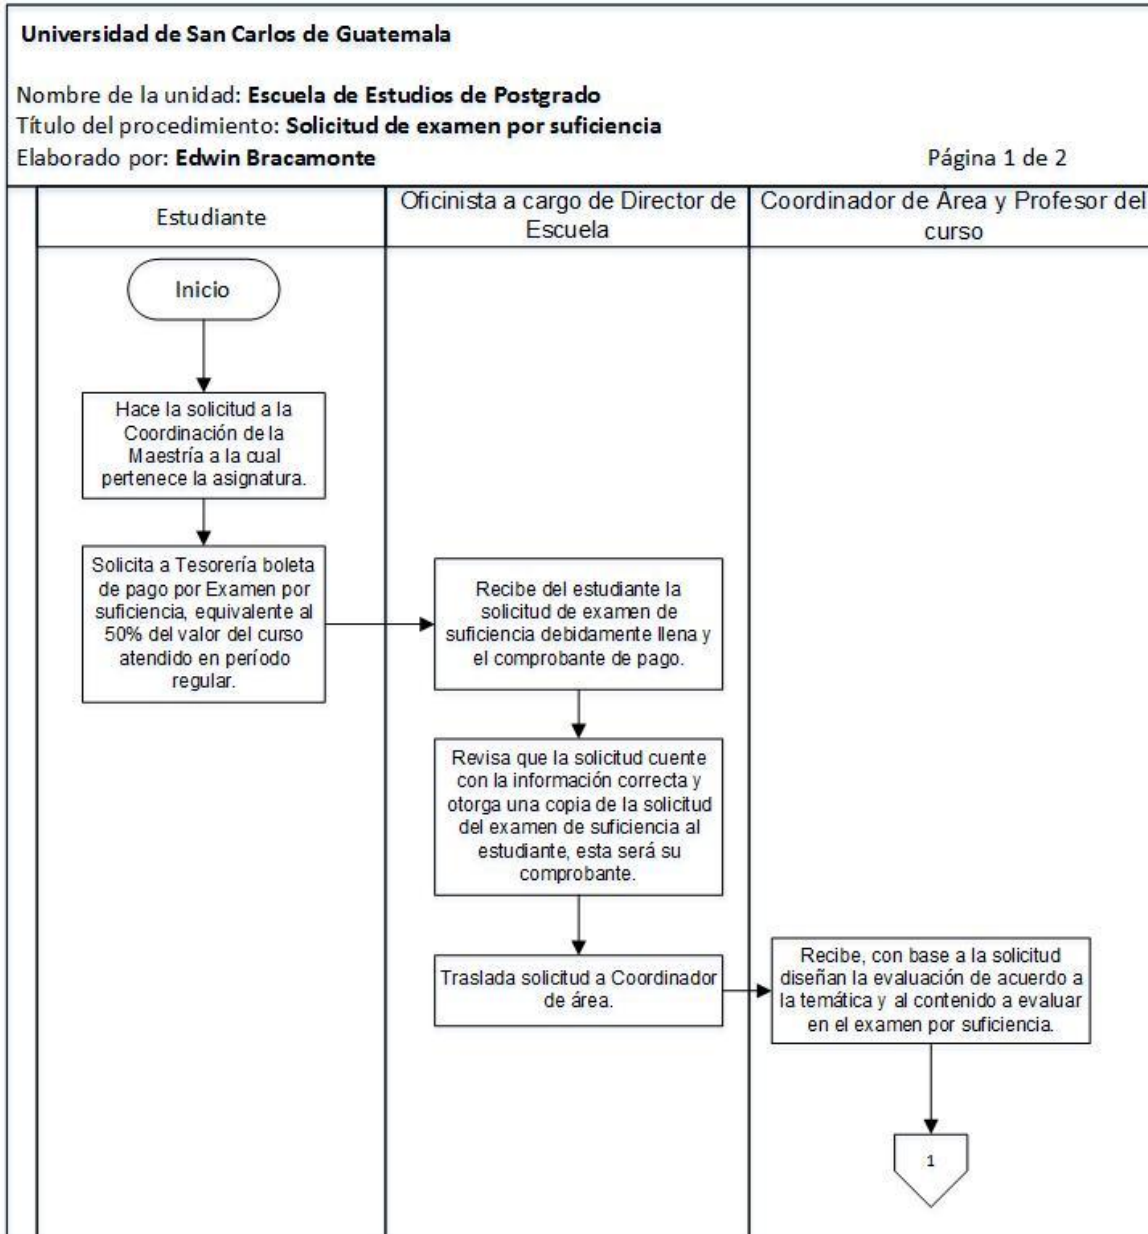 Universidad de San Carlos de Guatemala
Nombre de la unidad: Escuela de Estudios de Postgrado
Título del procedimiento: Solicitud de examen por suficiencia
Elaborado por: Edwin Bracamonte
Página 1 de 2
Estudiante
Oficinista a cargo de Director de
Escuela
Coordinador de Área y Profesor del
curso
Inicio
Hace la solicitud a la
Coordinación de la
Maestría a la cual
pertenece la asignatura.
Solicita a Tesorería boleta
de pago por Examen por
suficiencia, equivalente al
50% del valor del curso
atendido en período
regular.
Recibe del estudiante la
solicitud de examen de
suficiencia debidamente llena y
el comprobante de pago.
Revisa que la solicitud cuente
con la información correcta y
otorga una copia de la solicitud
del examen de suficiencia al
estudiante, esta será su
comprobante.
Traslada solicitud a Coordinador
de área.
Recibe, con base a la solicitud
diseñan la evaluación de acuerdo a
la temática y al contenido a evaluar
en el examen por suficiencia.
1